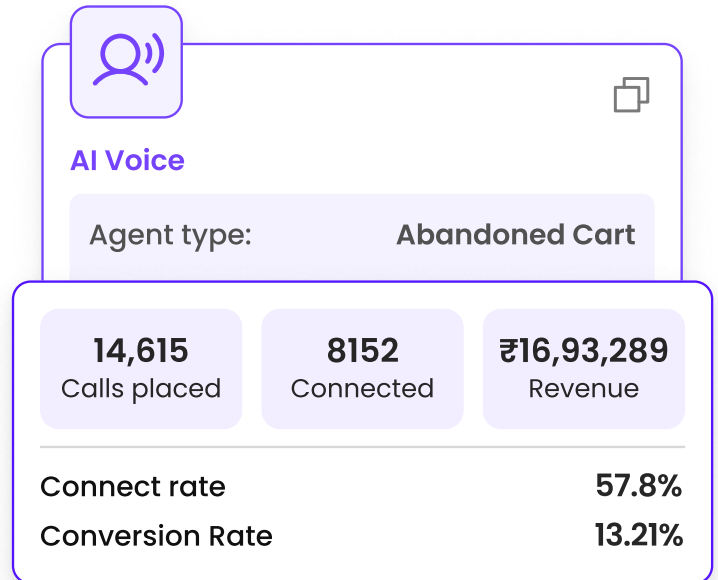 AI Voice
Agent type: Abandoned Cart
14,615 8152 ₹16,93,289
Calls placed Connected Revenue
Connect rate 57.8%
Conversion Rate 13.21%